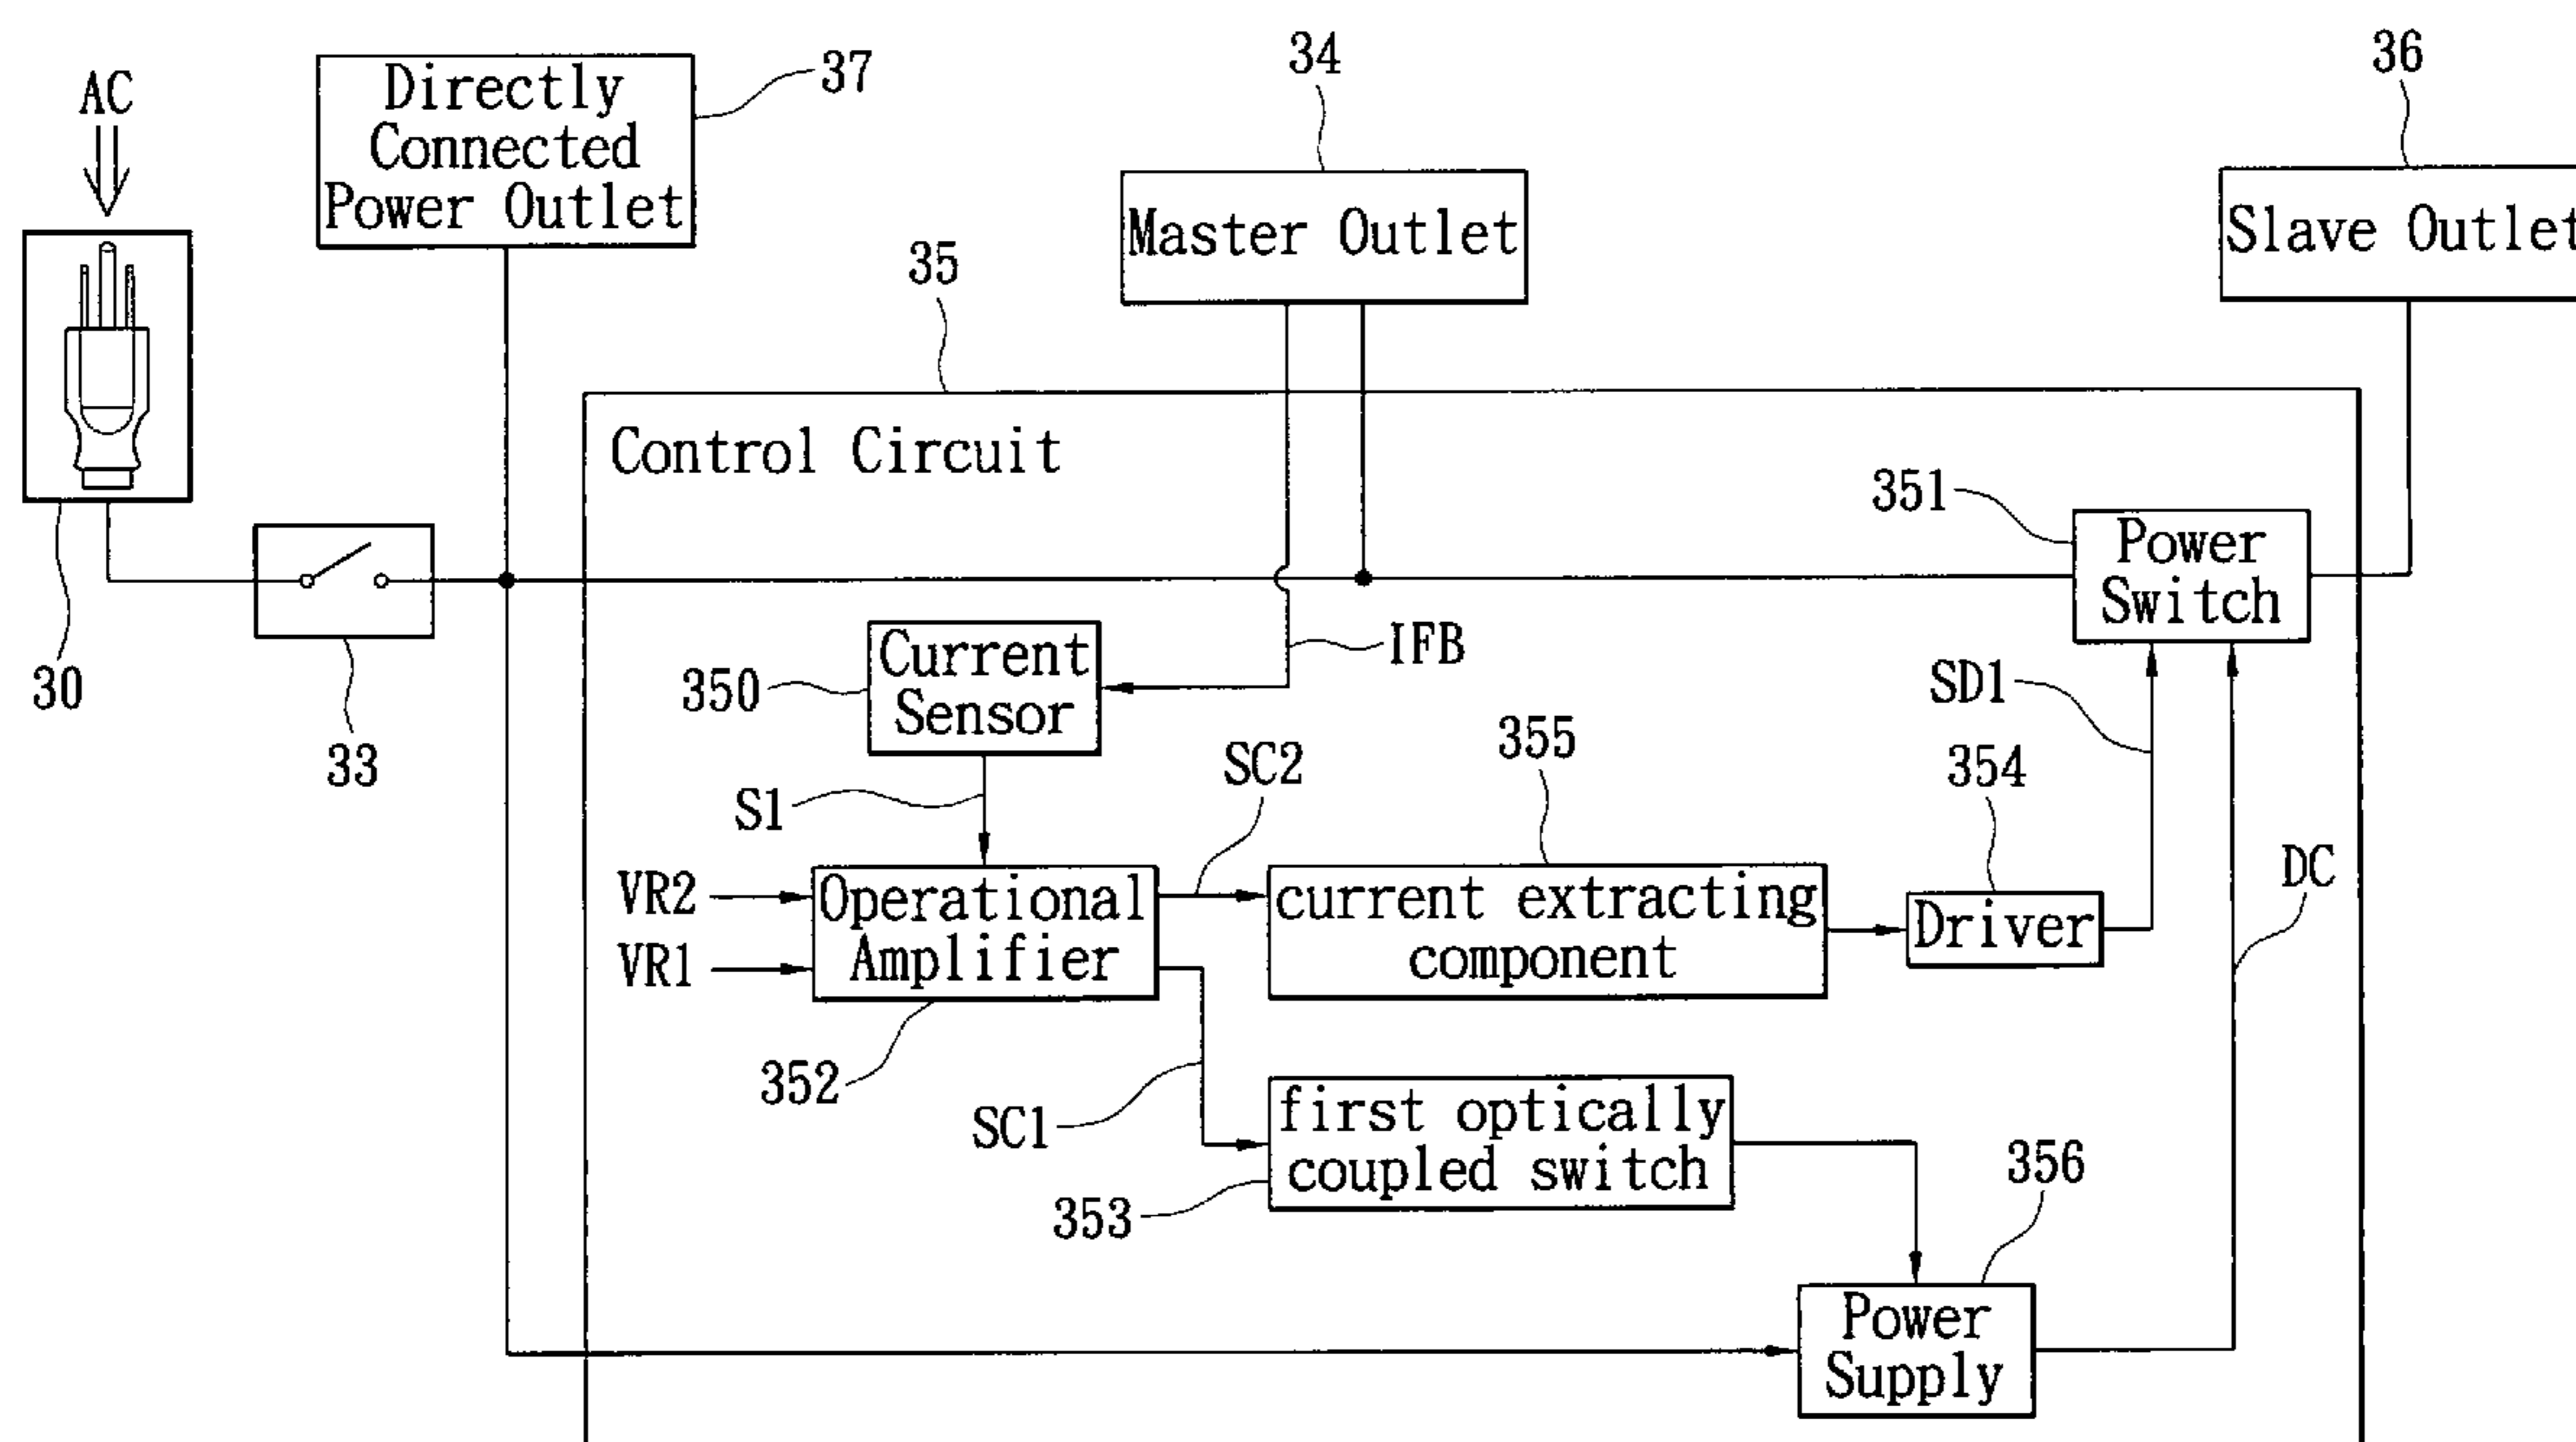 AC
Directly
Connected
Power Outlet
37
34
36
Master Outlet
Slave Outlet
35
Control Circuit
30
33
351
Power
Switch
Current
Sensor
350
IFB
SD1
S1
SC2
355
354
DC
VR2
VR1
Operational
Amplifier
current extracting
component
Driver
352
SC1
first optically
coupled switch
353
356
Power
Supply